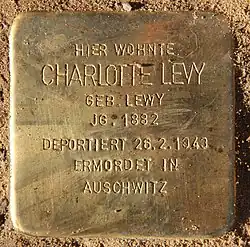 HIER WOHNTE
CHARLOTTE LEVY
GEB. LEWY
JG. 1882
DEPORTIERT 26.2.1943
ERMORDET IN
AUSCHWITZ